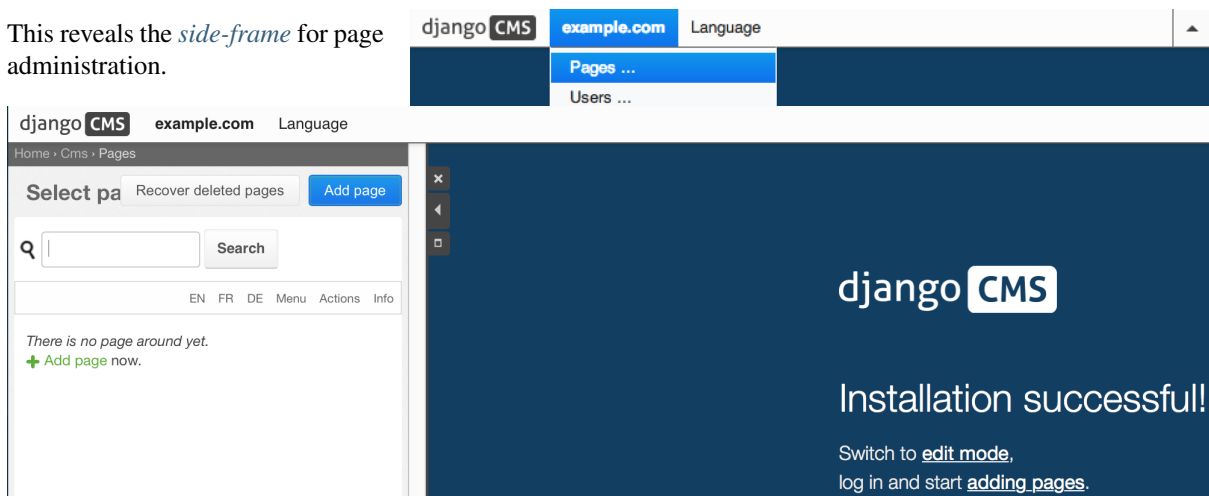 This reveals the side-frame for page
administration.
django CMS example.com Language
Pages ...
Users ...
django CMS example.com Language
Home › Cms › Pages
Select pa Recover deleted pages Add page
Search
EN FR DE Menu Actions Info
There is no page around yet.
Add page now.
django CMS
Installation successful!
Switch to edit mode,
log in and start adding pages.